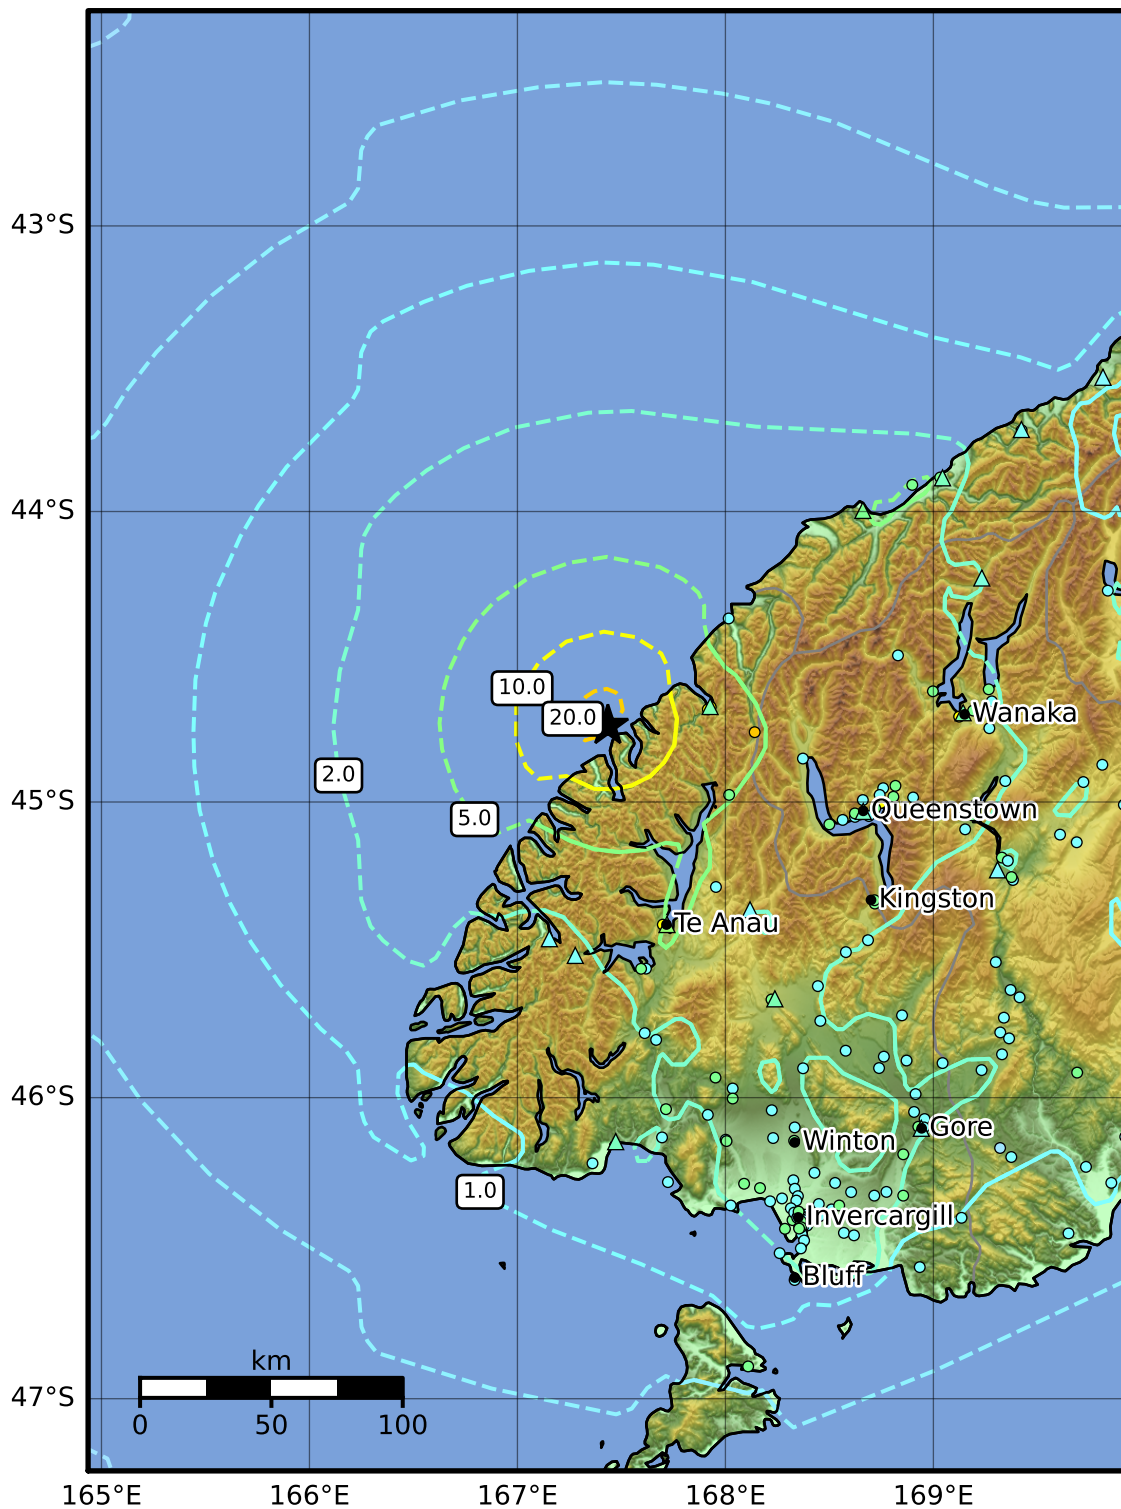 43°S
44°S
10.0
20.0
Wanaka
2.0
45°S
5.0
Queenstown
Kingston
Te Anau
46°S
Gore
Winton
1.0
Invercargill
Bluff
km
47°S
0 50 100
165°E 166°E 167°E 168°E 169°E